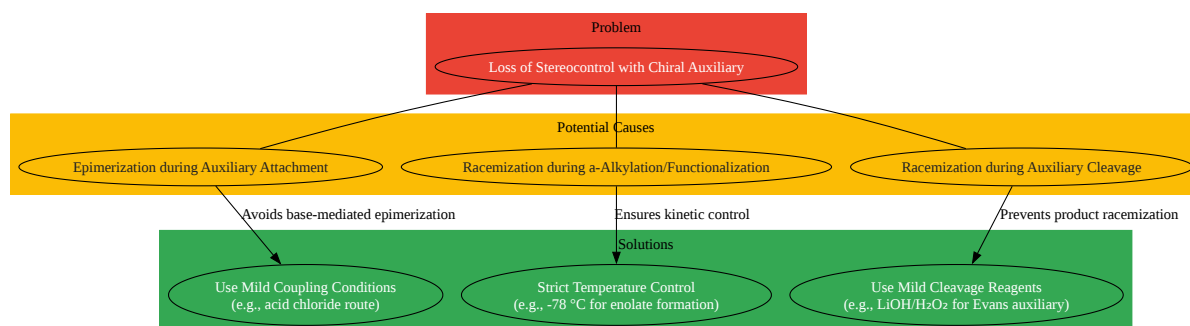 Problem
Loss of Stereocontrol with Chiral Auxiliary
Potential Causes
Epimerization during Auxiliary Attachment
Racemization during a-Alkylation/Functionalization
Racemization during Auxiliary Cleavage
Avoids base-mediated epimerization
Ensures kinetic control
Prevents product racemization
Solutions
Use Mild Coupling Conditions
(e.g., acid chloride route)
Strict Temperature Control
(e.g., -78 °C for enolate formation)
Use Mild Cleavage Reagents
(e.g., LiOH/H₂O₂ for Evans auxiliary)